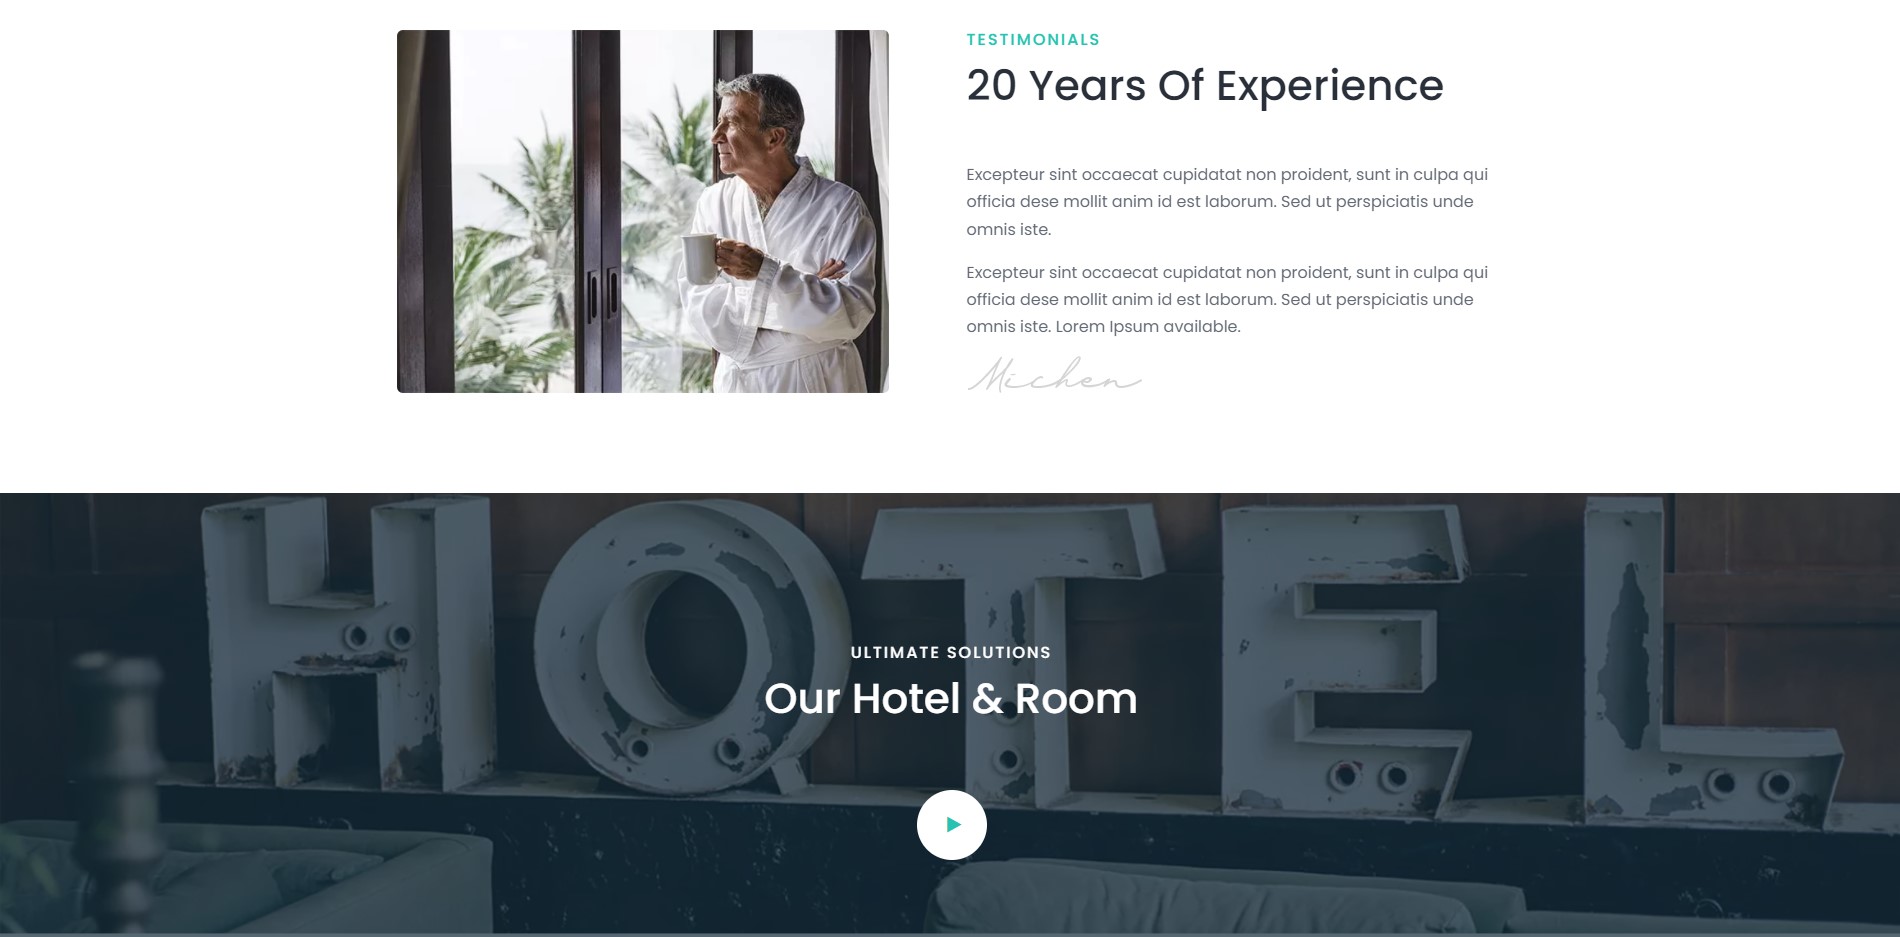 TESTIMONIALS
20 Years Of Experience
Excepteur sint occaecat cupidatat non proident, sunt in culpa qui
officia dese mollit anim id est laborum. Sed ut perspiciatis unde
omnis iste.
Excepteur sint occaecat cupidatat non proident, sunt in culpa qui
officia dese mollit anim id est laborum. Sed ut perspiciatis unde
omnis iste. Lorem Ipsum available.
Michen
HOTEL
ULTIMATE SOLUTIONS
Our Hotel & Room